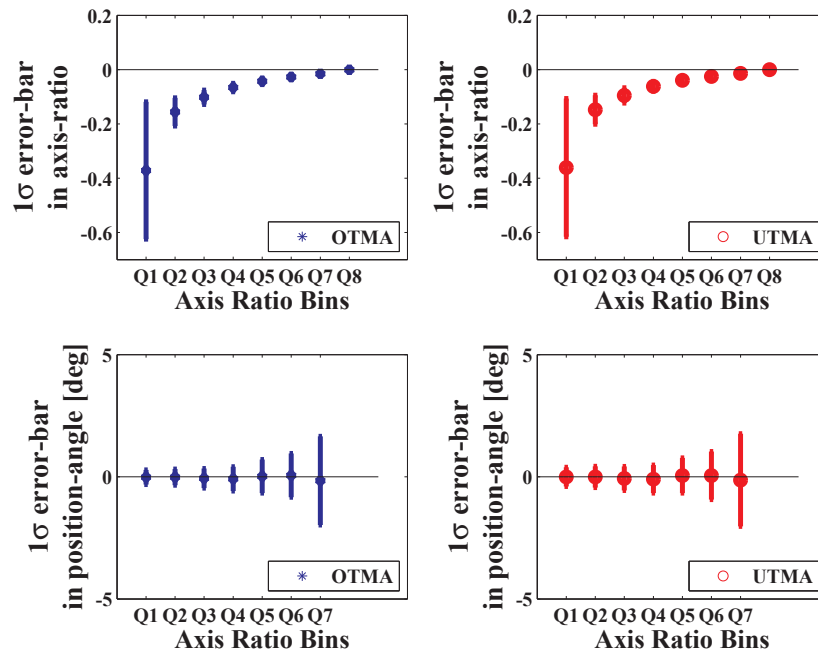 0.2
0
-0.2
-0.4
-0.6
1σ error-bar
in axis-ratio
OTMA
Q1 Q2 Q3 Q4 Q5 Q6 Q7 Q8
Axis Ratio Bins
0.2
0
-0.2
-0.4
-0.6
1σ error-bar
in axis-ratio
UTMA
Q1 Q2 Q3 Q4 Q5 Q6 Q7 Q8
Axis Ratio Bins
5
0
-5
1σ error-bar
in position-angle [deg]
OTMA
Q1 Q2 Q3 Q4 Q5 Q6 Q7
Axis Ratio Bins
5
0
-5
1σ error-bar
in position-angle [deg]
UTMA
Q1 Q2 Q3 Q4 Q5 Q6 Q7
Axis Ratio Bins